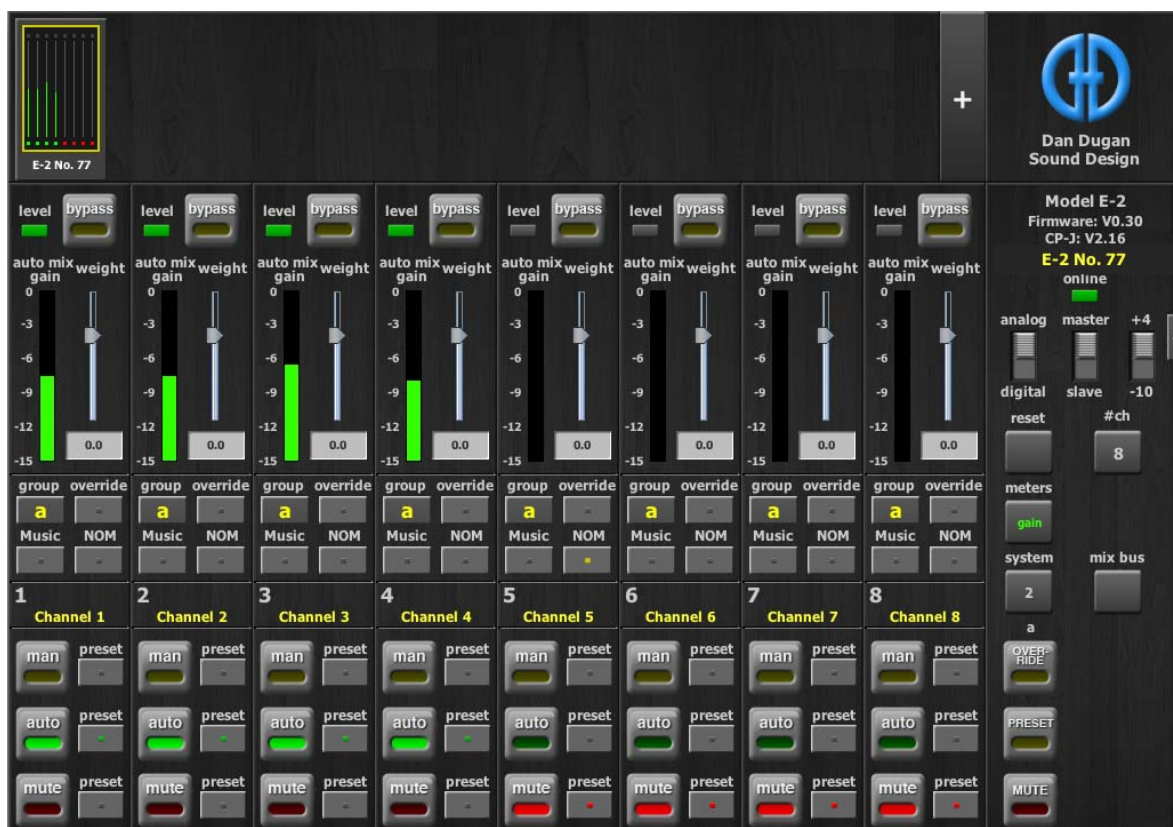 E-2 No. 77
+
Dan Dugan
Sound Design
level bypass level bypass level bypass level bypass level bypass level bypass level bypass level bypass
auto mix gain weight auto mix gain weight auto mix gain weight auto mix gain weight auto mix gain weight auto mix gain weight auto mix gain weight auto mix gain weight
0 0 0 0 0 0 0 0
-3 -3 -3 -3 -3 -3 -3 -3
-6 -6 -6 -6 -6 -6 -6 -6
-9 -9 -9 -9 -9 -9 -9 -9
-12 -12 -12 -12 -12 -12 -12 -12
0.0 0.0 0.0 0.0 0.0 0.0 0.0 0.0
-15 -15 -15 -15 -15 -15 -15 -15
group override group override group override group override group override group override group override group override
a a a a a a a a
Music NOM Music NOM Music NOM Music NOM Music NOM Music NOM Music NOM Music NOM
1 2 3 4 5 6 7 8
Channel 1 Channel 2 Channel 3 Channel 4 Channel 5 Channel 6 Channel 7 Channel 8
man preset man preset man preset man preset man preset man preset man preset man preset
auto preset auto preset auto preset auto preset auto preset auto preset auto preset auto preset
mute preset mute preset mute preset mute preset mute preset mute preset mute preset mute preset
Model E-2
Firmware: V0.30
CP-J: V2.16
E-2 No. 77
online
analog master +4
digital slave -10
reset #ch
8
meters
gain
system mix bus
2
a
OVER-
RIDE
PRESET
MUTE